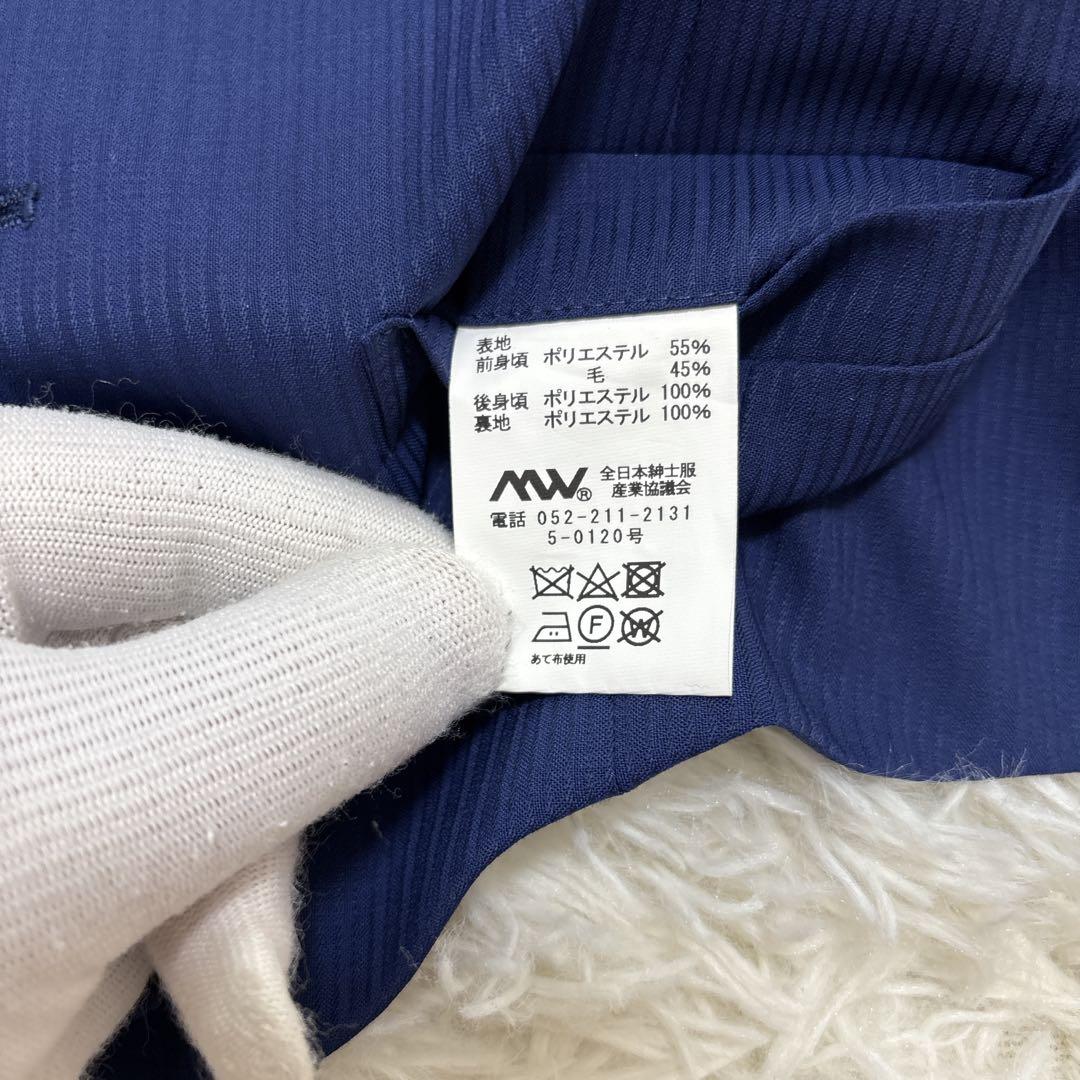 表地
前身頃 ポリエステル 55%
毛 45%
後身頃 ポリエステル 100%
裏地 ポリエステル 100%
MW® 全日本紳士服
産業協議会
電話 052-211-2131
5-0120号
F W
あて布使用